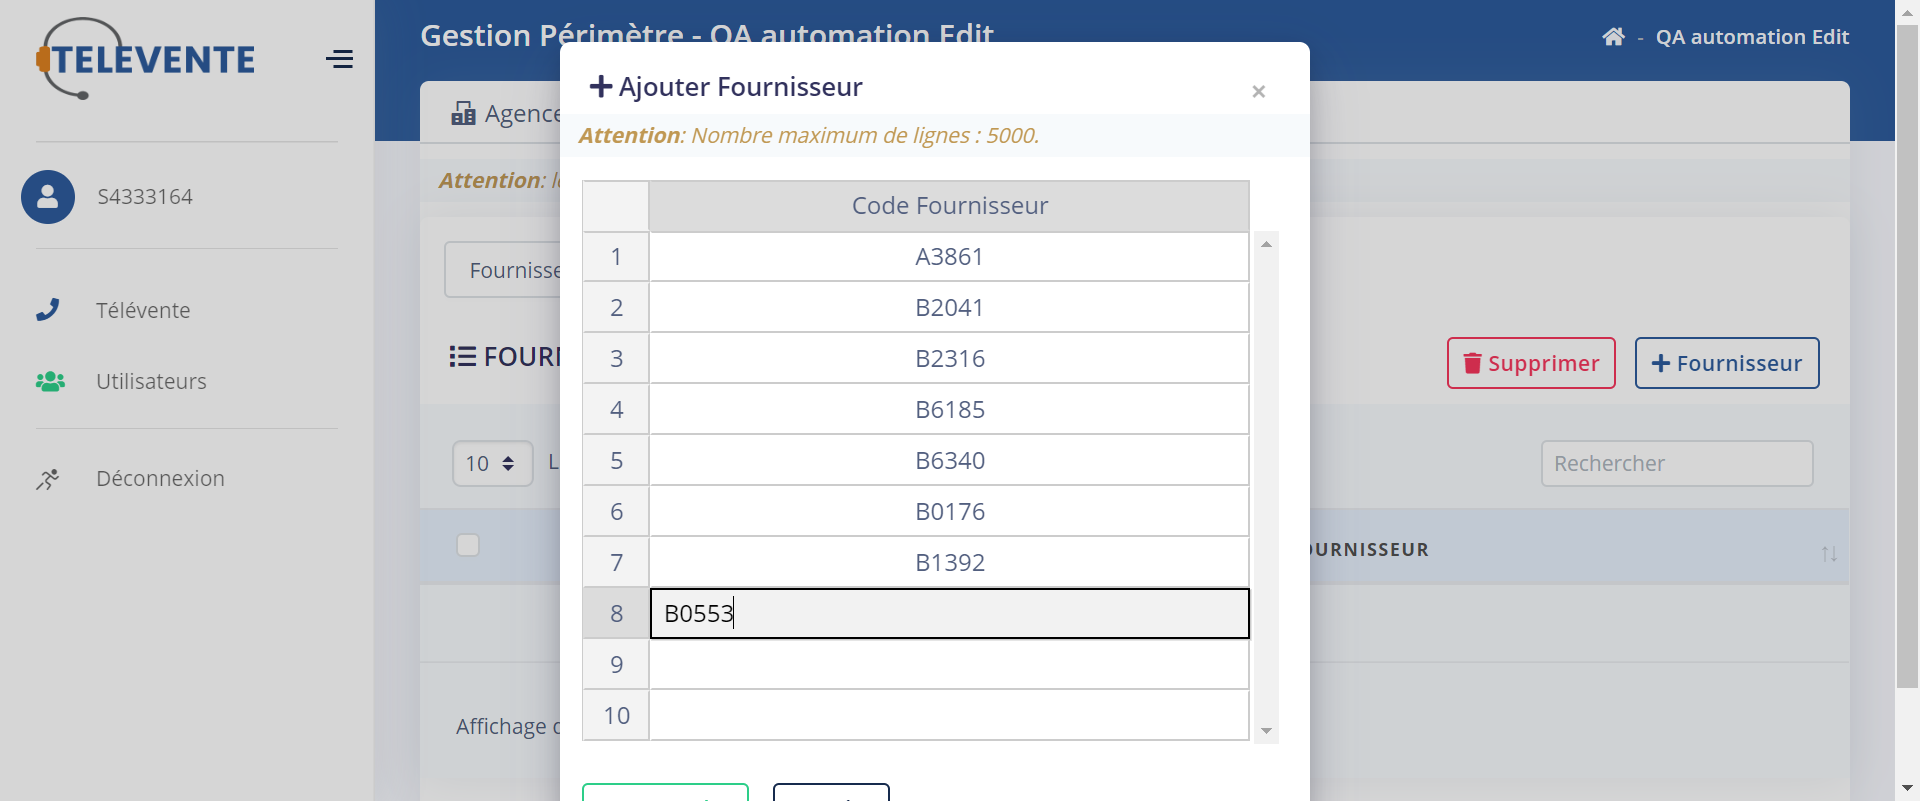 TELEVENTE
S4333164
Télévente
Utilisateurs
Déconnexion
Gestion Périmètre - QA automation Edit
- QA automation Edit
Agence
Attention:
Fournisse
FOUR
Supprimer
Fournisseur
10
Rechercher
OURNISSEUR
Affichage
Ajouter Fournisseur
×
Attention: Nombre maximum de lignes : 5000.
Code Fournisseur
1 A3861
2 B2041
3 B2316
4 B6185
5 B6340
6 B0176
7 B1392
8 B0553
9
10